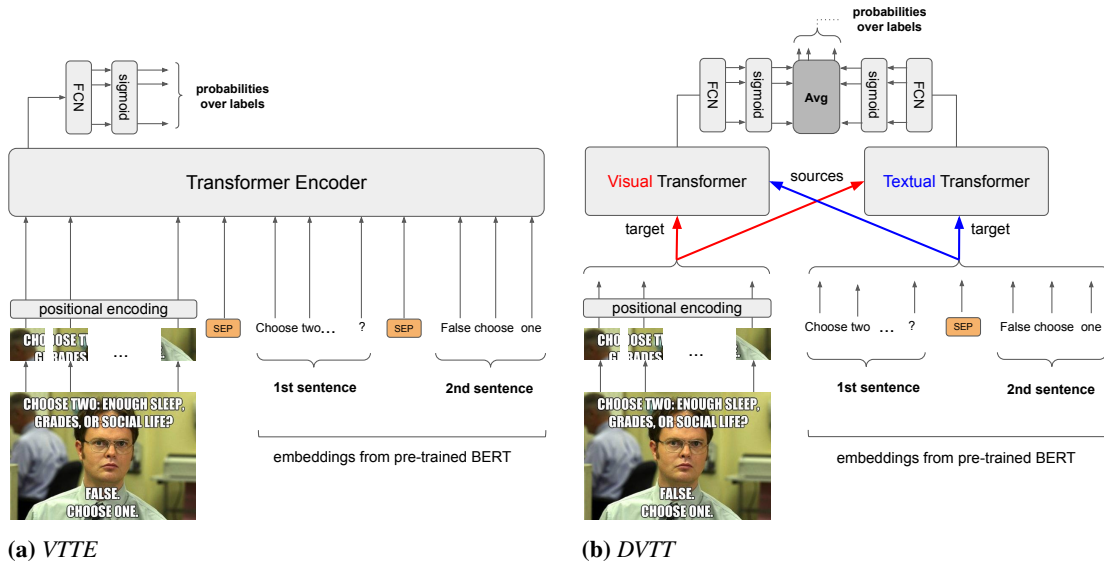 probabilities
over labels
FCN
sigmoid
Transformer Encoder
positional encoding
SEP
Choose two...
?
SEP
False choose one
...
1st sentence
2nd sentence
CHOOSE TWO: ENOUGH SLEEP,
GRADES, OR SOCIAL LIFE?
FALSE.
CHOOSE ONE.
embeddings from pre-trained BERT
(a) VTTE
probabilities
over labels
FCN
sigmoid
Avg
sigmoid
FCN
Visual Transformer
sources
Textual Transformer
target
target
positional encoding
Choose two ... ?
SEP
False choose one
...
1st sentence
2nd sentence
CHOOSE TWO: ENOUGH SLEEP,
GRADES, OR SOCIAL LIFE?
FALSE.
CHOOSE ONE.
embeddings from pre-trained BERT
(b) DVTT